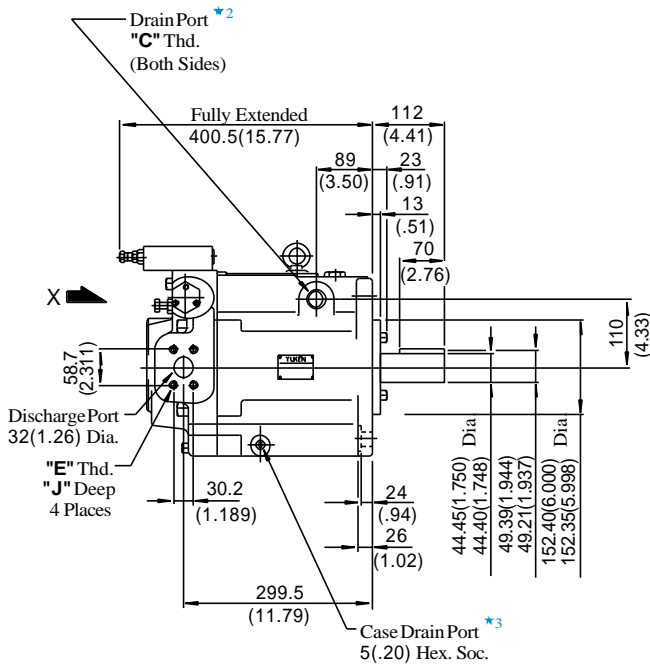 Drain Port ★2
"C" Thd.
(Both Sides)
Fully Extended
400.5(15.77)
112
(4.41)
89
(3.50)
23
(.91)
13
(.51)
70
(2.76)
X
110
(4.33)
58.7
(2.311)
YUKEN
Discharge Port
32(1.26) Dia.
"E" Thd.
"J" Deep
4 Places
30.2
(1.189)
24
(.94)
26
(1.02)
44.45(1.750) Dia.
44.40(1.748)
49.39(1.944)
49.21(1.937)
152.40(6.000) Dia.
152.35(5.998)
299.5
(11.79)
Case Drain Port ★3
5(.20) Hex. Soc.